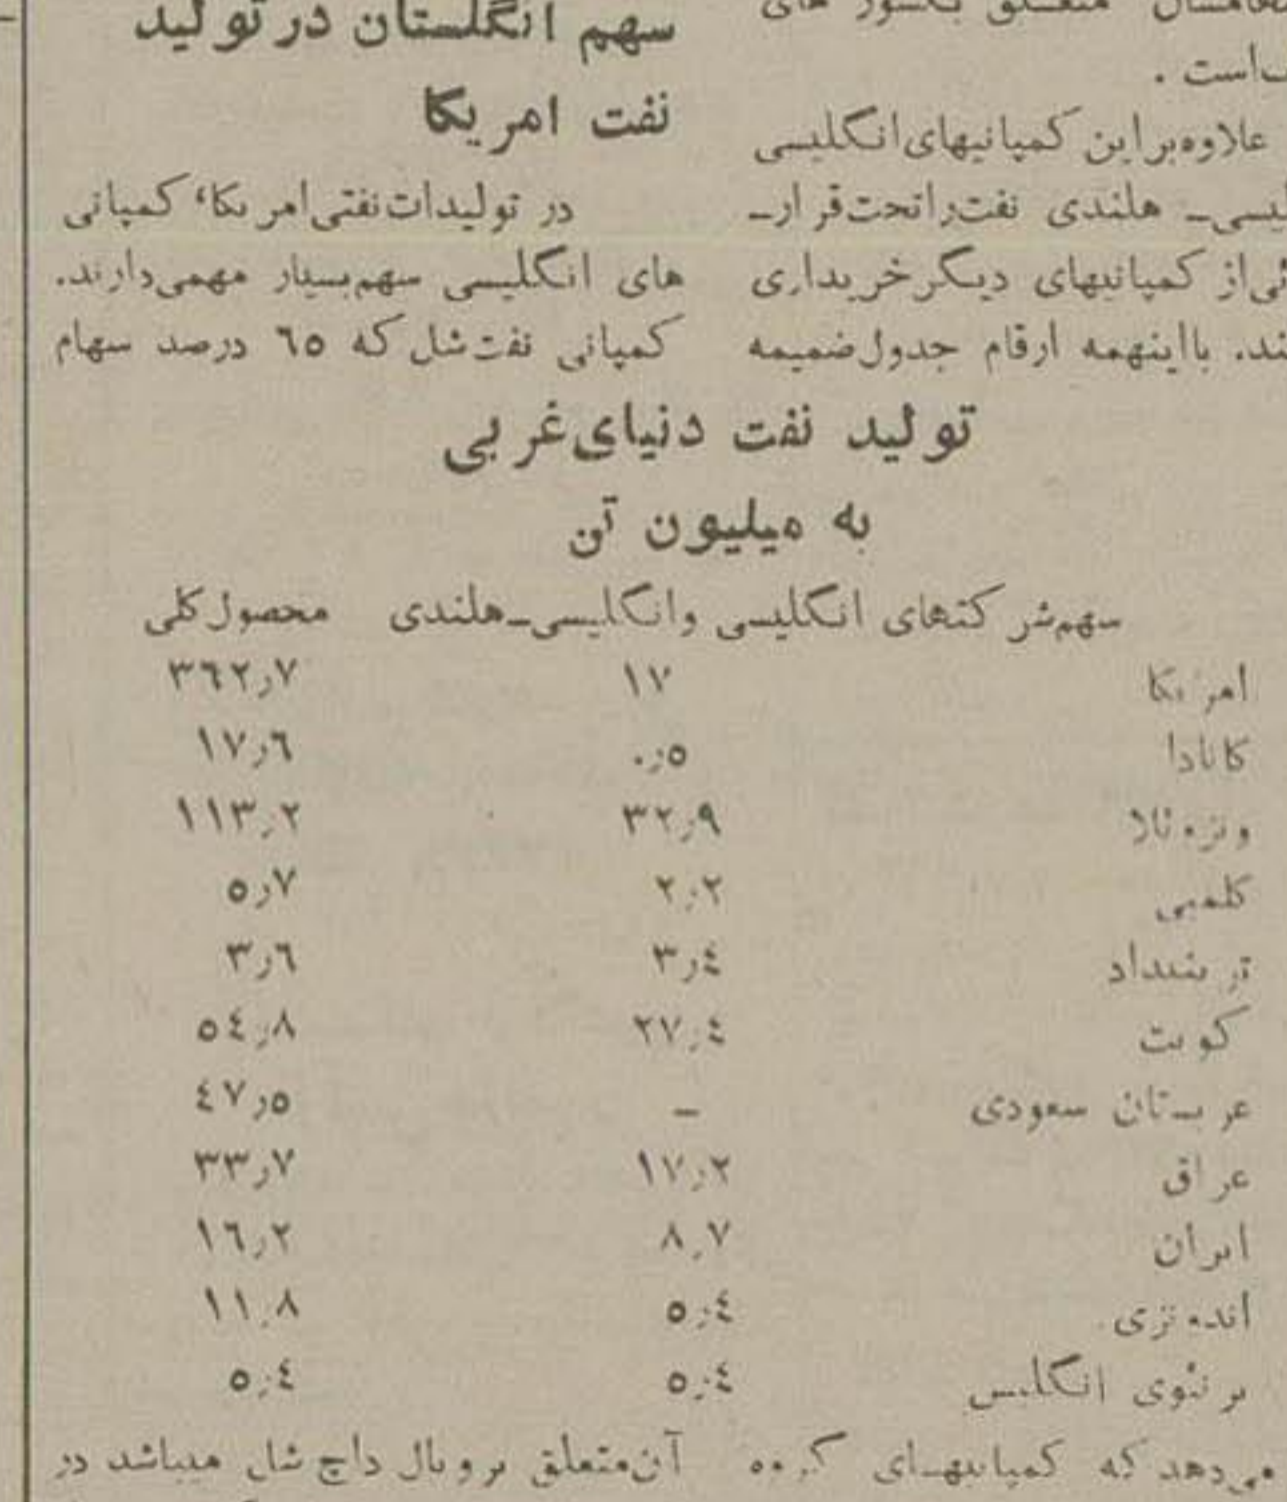 است .
علاوه براین کمپانیهای انگلیسی
هلندی نفت را تحت قرار ـ
از کمپانیهای دیگر خریداری
بااینهمه ارقام جدول ضمیمه
سهم انگلستان در تولید
نفت امریکا
در تولیدات نفتی امریکا، کمپانی
های انگلیسی سهم بسیار مهمی دارند.
کمپانی نفت شل که ٦٥ درصد سهام
تولید نفت دنیای غربی
به میلیون تن
سهم شرکتهای انگلیسی وانگلیسی ـ هلندی محصول کلی
امریکا ١٧ ٣٦٢٫٧
کانادا ٠٫٥ ١٧٫٦
ونزوئلا ٣٢٫٩ ١١٣٫٢
کلمبی ٢٫٢ ٥٫٧
ترینیداد ٣٫٤ ٣٫٦
کویت ٢٧٫٤ ٥٤٫٨
عربستان سعودی ــ ٤٧٫٥
عراق ١٧٫٢ ٣٣٫٧
ایران ٨٫٧ ١٦٫٢
اندونزی ٥٫٤ ١١٫٨
برنئوی انگلیس ٥٫٤ ٥٫٤
می‌دهد که کمپانیهای گروه
آن متعلق برویال داچ شل میباشد در